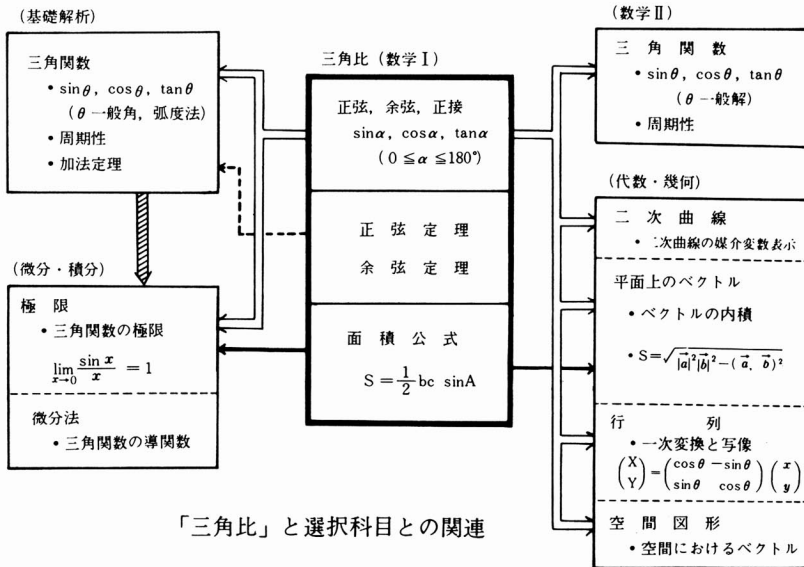 (基礎解析)
三角関数
• sinθ, cosθ, tanθ
(θ 一般角, 弧度法)
• 周期性
• 加法定理
(微分・積分)
極 限
• 三角関数の極限
lim x→0 sin x / x = 1
微分法
• 三角関数の導関数
三角比 (数学Ⅰ)
正弦, 余弦, 正接
sinα, cosα, tanα
(0≦α≦180°)
正 弦 定 理
余 弦 定 理
面 積 公 式
S = 1/2 bc sinA
(数学Ⅱ)
三 角 関 数
• sinθ, cosθ, tanθ
(θ 一般解)
• 周期性
(代数・幾何)
二 次 曲 線
• 二次曲線の媒介変数表示
平面上のベクトル
• ベクトルの内積
• S=√|a⃗|²|b⃗|²−(a⃗, b⃗)²
行 列
• 一次変換と写像
(X Y) = (cosθ −sinθ sinθ cosθ) (x y)
空 間 図 形
• 空間におけるベクトル
「三角比」と選択科目との関連